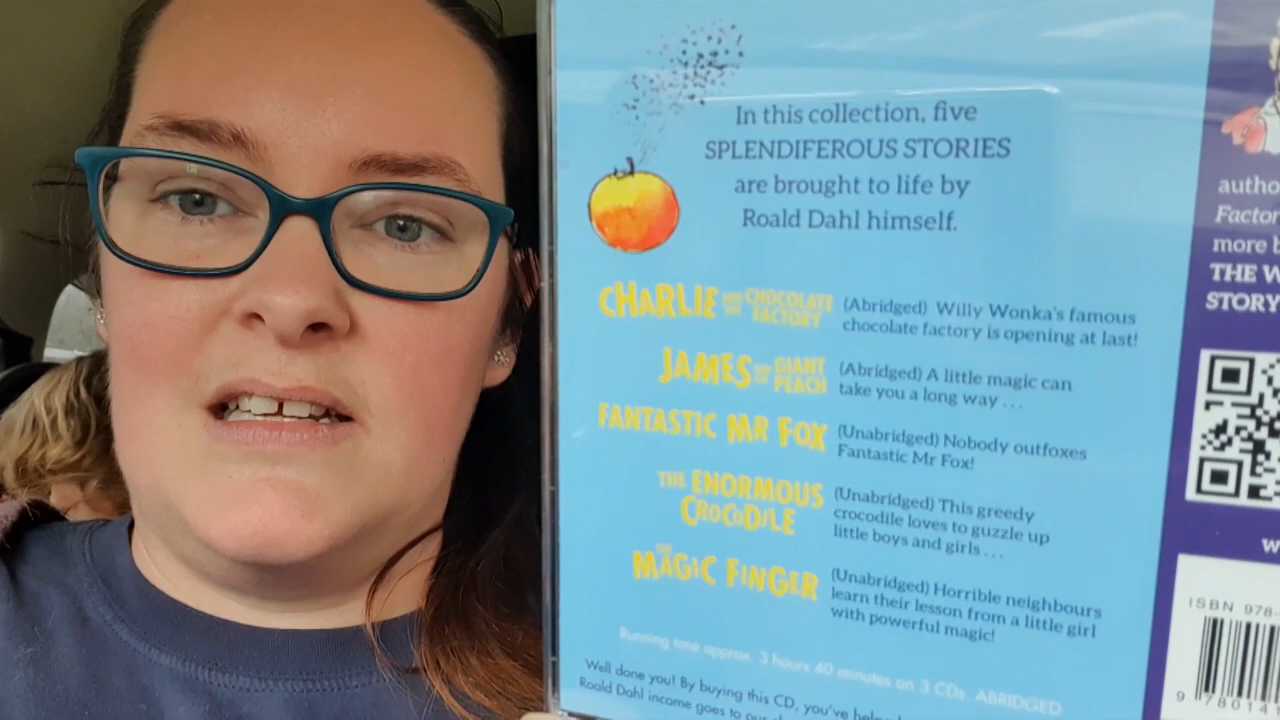 In this collection, five
SPLENDIFEROUS STORIES
are brought to life by
Roald Dahl himself.
CHARLIE AND THE CHOCOLATE FACTORY
(Abridged) Willy Wonka's famous
chocolate factory is opening at last!
JAMES AND THE GIANT PEACH
(Abridged) A little magic can
take you a long way ...
FANTASTIC MR FOX
(Unabridged) Nobody outfoxes
Fantastic Mr Fox!
THE ENORMOUS
CROCODILE
(Unabridged) This greedy
crocodile loves to guzzle up
little boys and girls ...
THE
MAGIC FINGER
(Unabridged) Horrible neighbours
learn their lesson from a little girl
with powerful magic!
Running time approx. 3 hours 40 minutes on 3 CDs. ABRIDGED
Well done you! By buying this CD, you've
Roald Dahl income goes to our
Factor
more
THE
STORY
ISBN 978-
9 78014